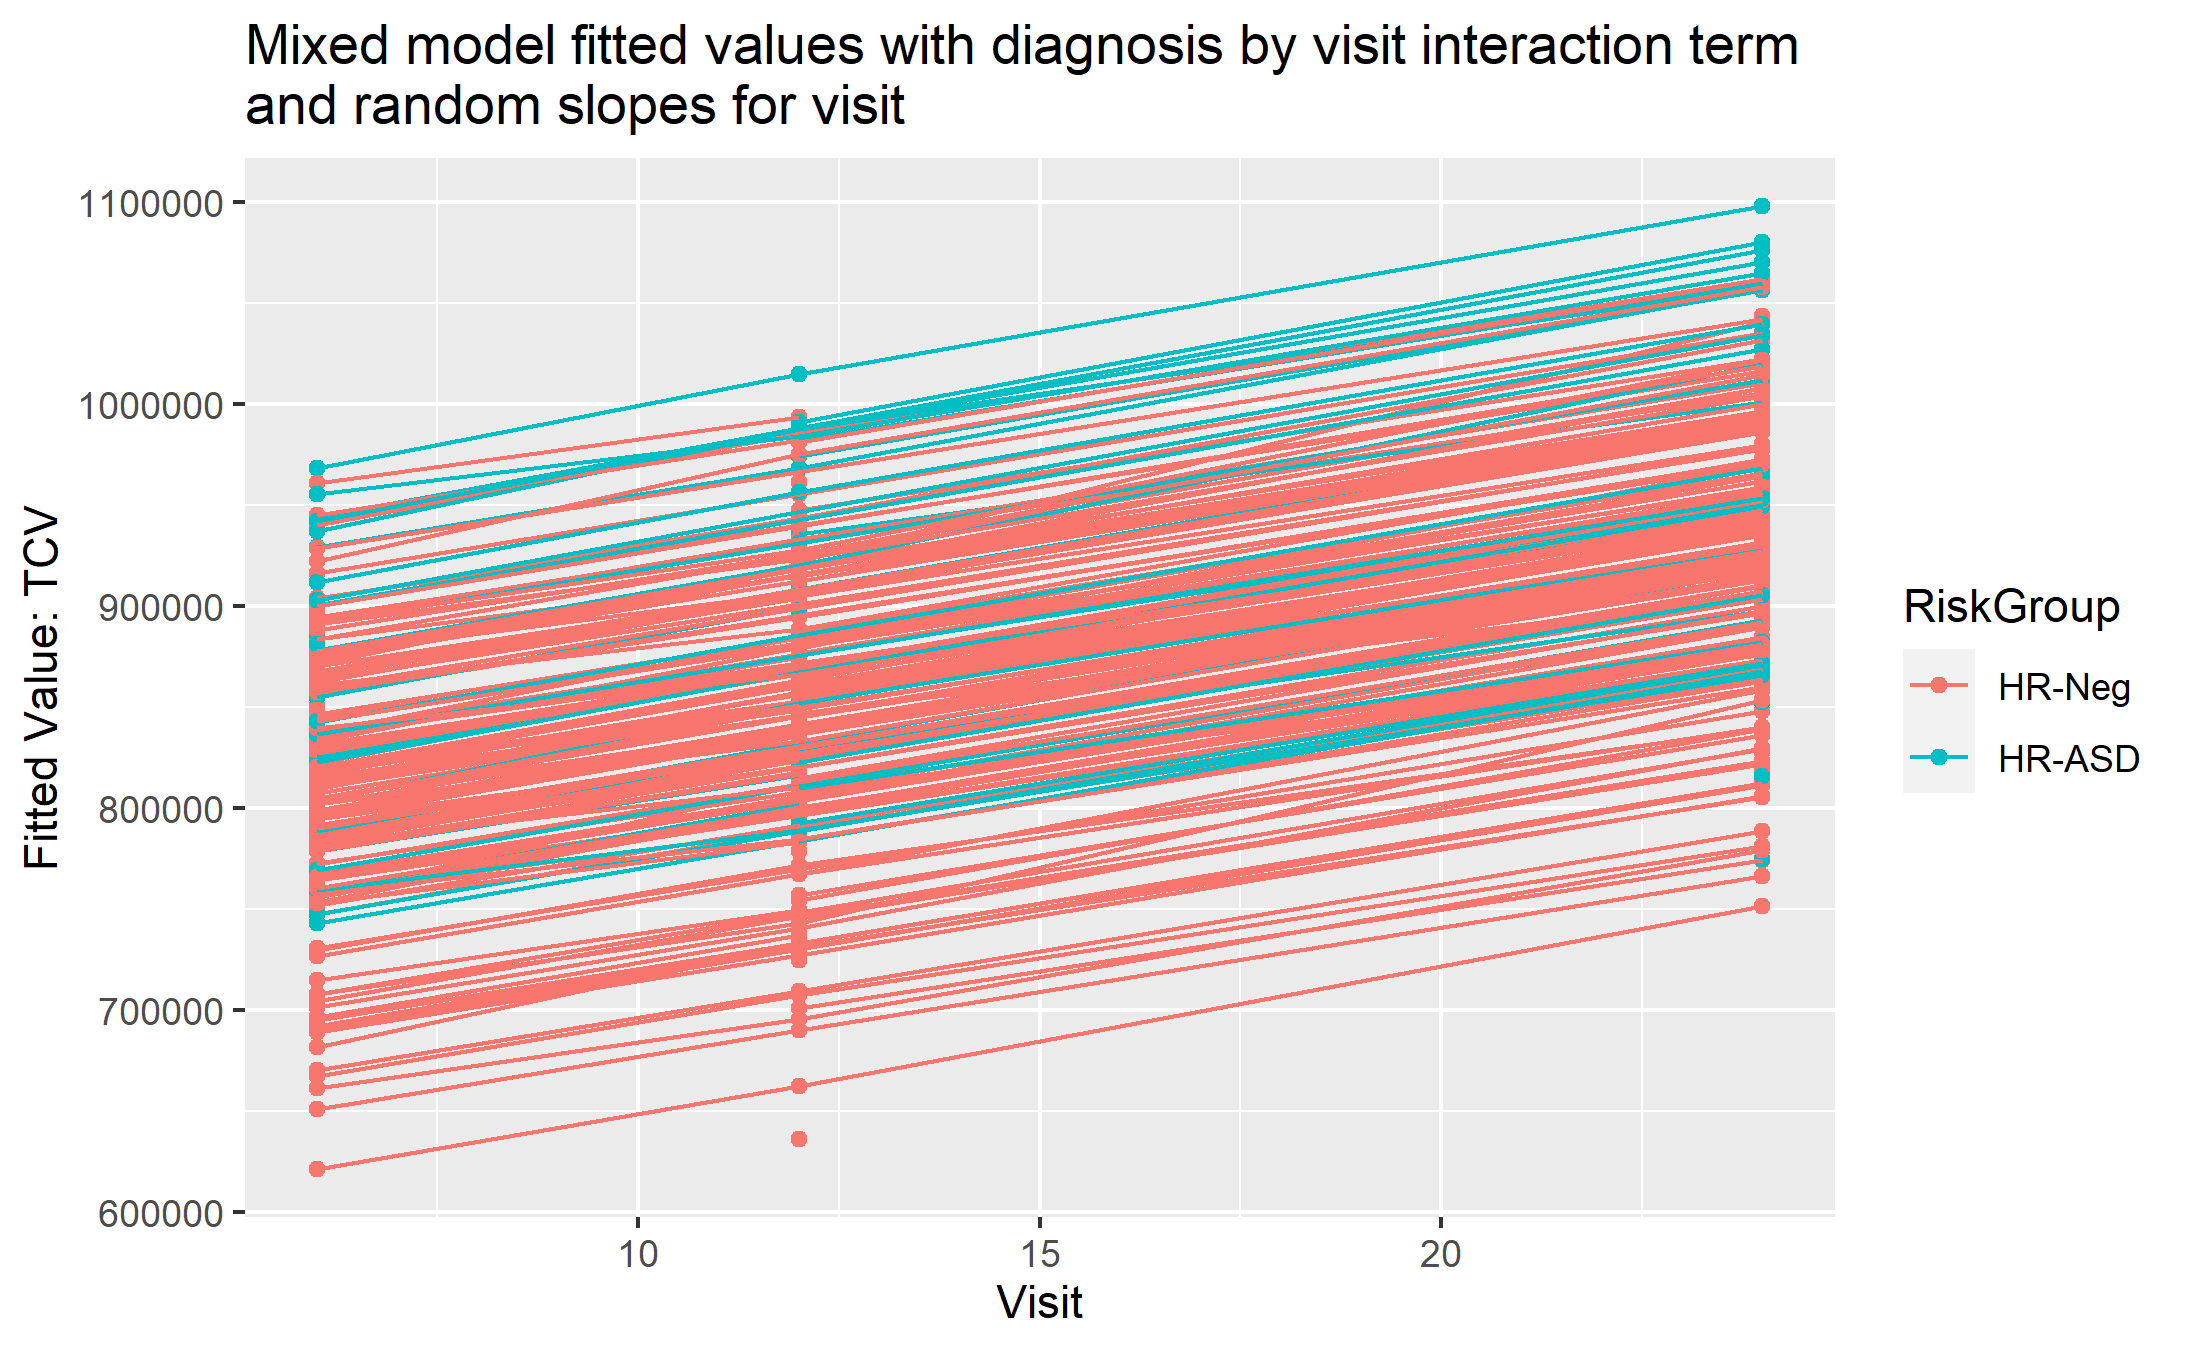 Mixed model fitted values with diagnosis by visit interaction term
and random slopes for visit
Fitted Value: TCV
1100000
1000000
900000
800000
700000
600000
10
15
20
Visit
RiskGroup
HR-Neg
HR-ASD